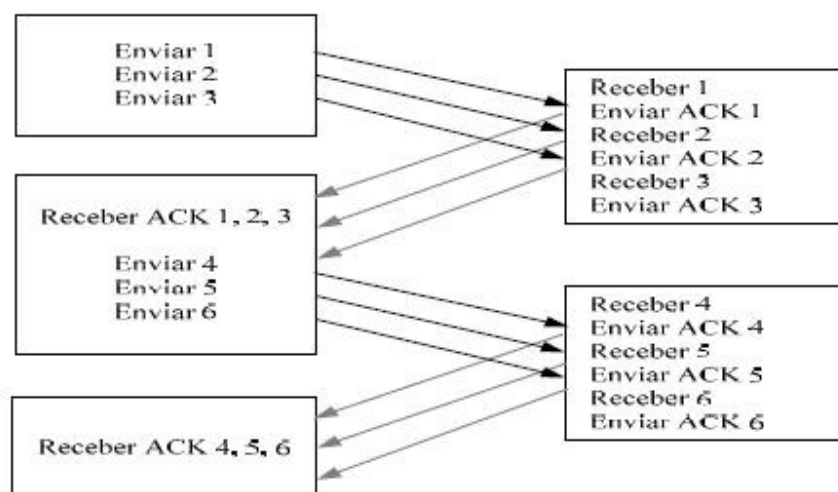 Enviar 1
Enviar 2
Enviar 3
Receber 1
Enviar ACK 1
Receber 2
Enviar ACK 2
Receber 3
Enviar ACK 3
Receber ACK 1, 2, 3
Enviar 4
Enviar 5
Enviar 6
Receber 4
Enviar ACK 4
Receber 5
Enviar ACK 5
Receber 6
Enviar ACK 6
Receber ACK 4, 5, 6